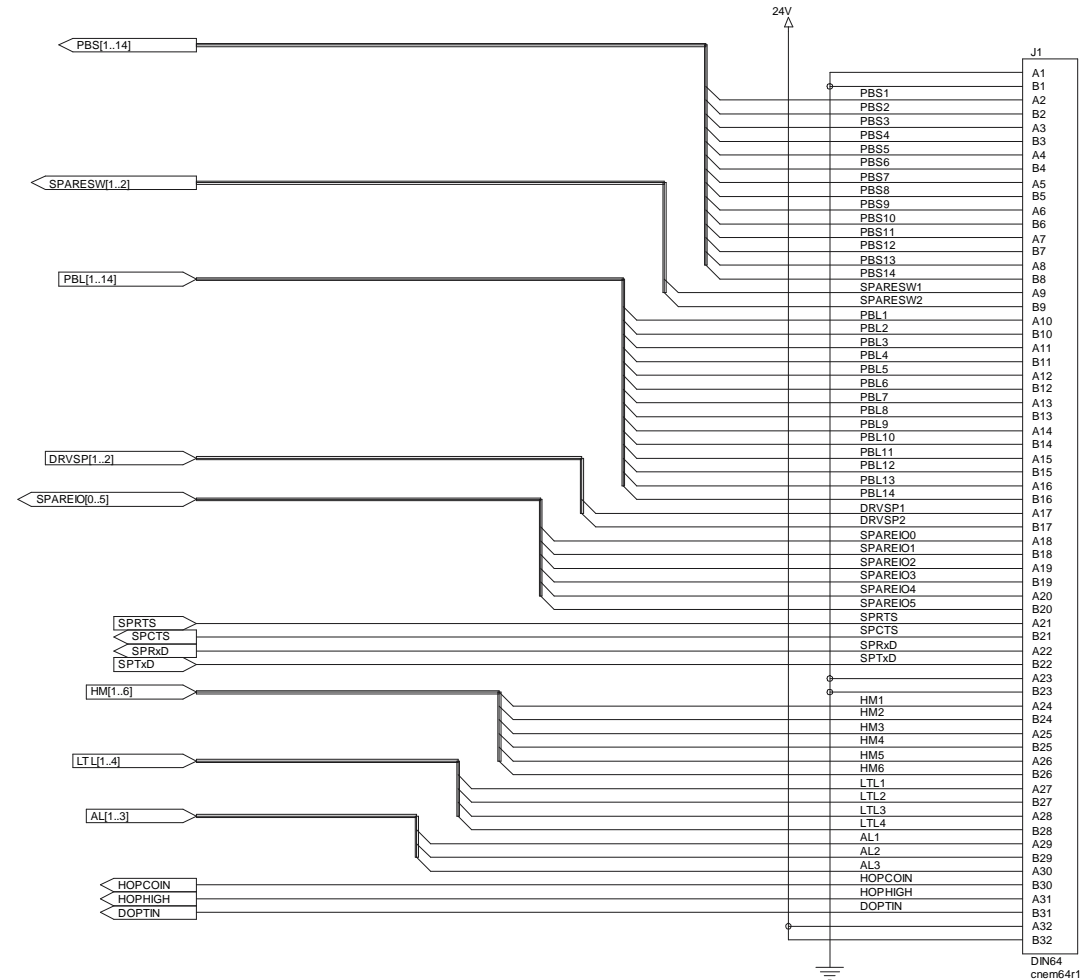 24V
PBS[1..14]
J1
A1
B1
PBS1
A2
PBS2
B2
PBS3
A3
PBS4
B3
PBS5
A4
PBS6
B4
SPARESW[1..2]
PBS7
A5
PBS8
B5
PBS9
A6
PBS10
B6
PBS11
A7
PBS12
B7
PBS13
A8
PBL[1..14]
PBS14
B8
SPARESW1
A9
SPARESW2
B9
PBL1
A10
PBL2
B10
PBL3
A11
PBL4
B11
PBL5
A12
PBL6
B12
PBL7
A13
PBL8
B13
PBL9
A14
PBL10
B14
DRVSP[1..2]
PBL11
A15
PBL12
B15
PBL13
A16
SPAREIO[0..5]
PBL14
B16
DRVSP1
A17
DRVSP2
B17
SPAREIO0
A18
SPAREIO1
B18
SPAREIO2
A19
SPAREIO3
B19
SPAREIO4
A20
SPAREIO5
B20
SPRTS
SPRTS
A21
SPCTS
SPCTS
B21
SPRxD
SPRxD
A22
SPTxD
SPTxD
B22
A23
HM[1..6]
B23
HM1
A24
HM2
B24
HM3
A25
HM4
B25
LTL[1..4]
HM5
A26
HM6
B26
LTL1
A27
LTL2
B27
AL[1..3]
LTL3
A28
LTL4
B28
AL1
A29
AL2
B29
AL3
A30
HOPCOIN
HOPCOIN
B30
HOPHIGH
HOPHIGH
A31
DOPTIN
DOPTIN
B31
A32
B32
DIN64
cnem64r1